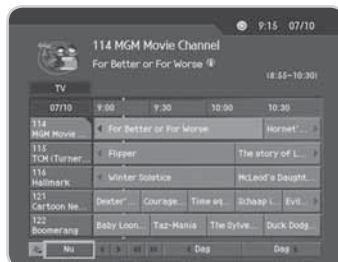 9:15 07/10
114 MGM Movie Channel
For Better or For Worse
(8:55-10:30)
TV
07/10 9:00 9:30 10:00 10:30
114 MGM Movie ... For Better or For Worse Hornet'...
115 TCM (Turner... Flipper The story of L...
116 Hallmark Winter Solstice McLeod's Daught...
121 Cartoon Ne... Dexter'... Courage... Time sq... Schaap i... Evil...
122 Boomerang Baby Loon... Taz-Mania The Sylve... Duck Dodg...
Nu Dag Dag